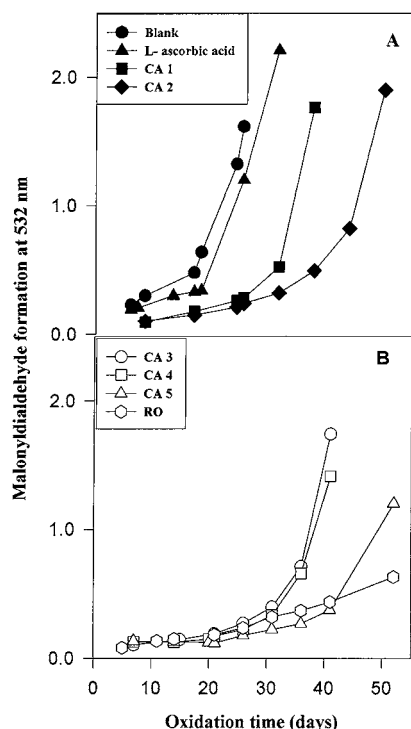 Blank
L- ascorbic acid
CA 1
CA 2
A
2.0
1.0
0.0
Malonyldialdehyde formation at 532 nm
CA 3
CA 4
CA 5
RO
B
2.0
1.0
0.0
0 10 20 30 40 50
Oxidation time (days)